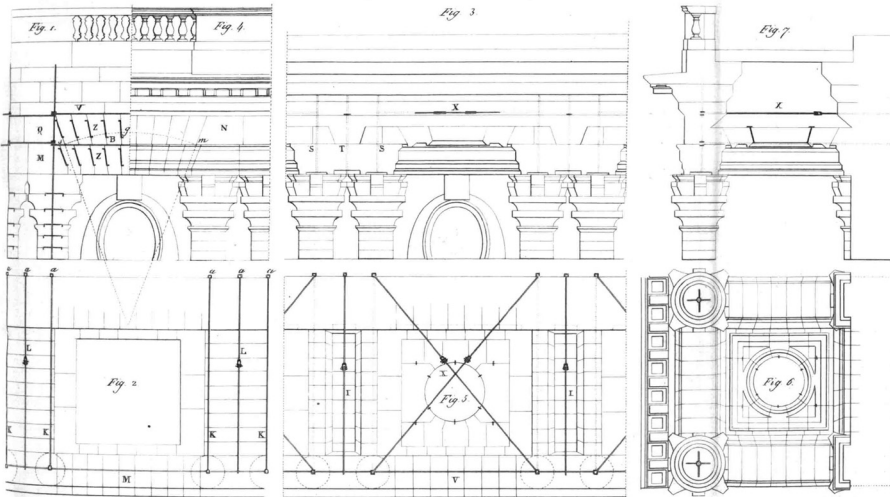 Fig. 1.
Fig. 4.
Fig. 3
Fig. 7.
V
Q
Z
B
g
N
M
Z
m
X
S
T
S
X
a
a
a
a
a
L
L
Fig. 2
K
K
K
K
M
X
Fig. 5
I
I
V
Fig. 6.